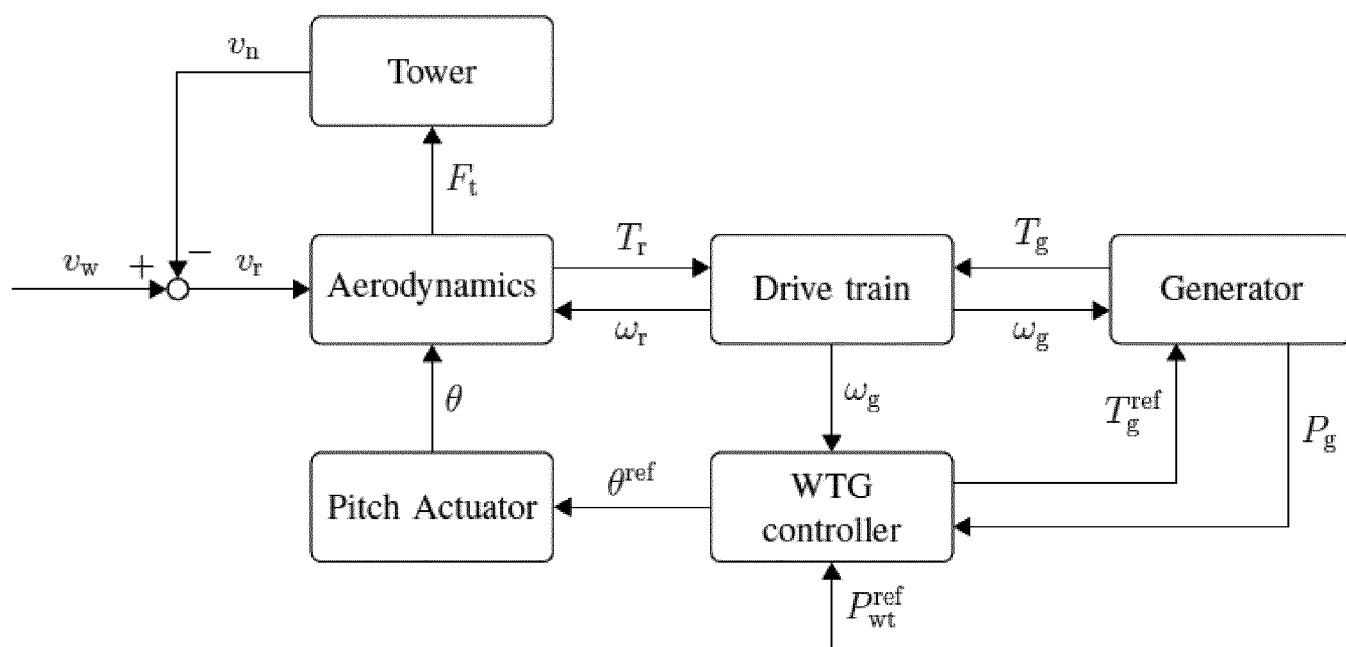 v_n
Tower
F_t
v_w + − v_r
Aerodynamics
T_r
ω_r
Drive train
T_g
ω_g
Generator
θ
ω_g
T_g^ref
P_g
Pitch Actuator
θ^ref
WTG
controller
P_wt^ref